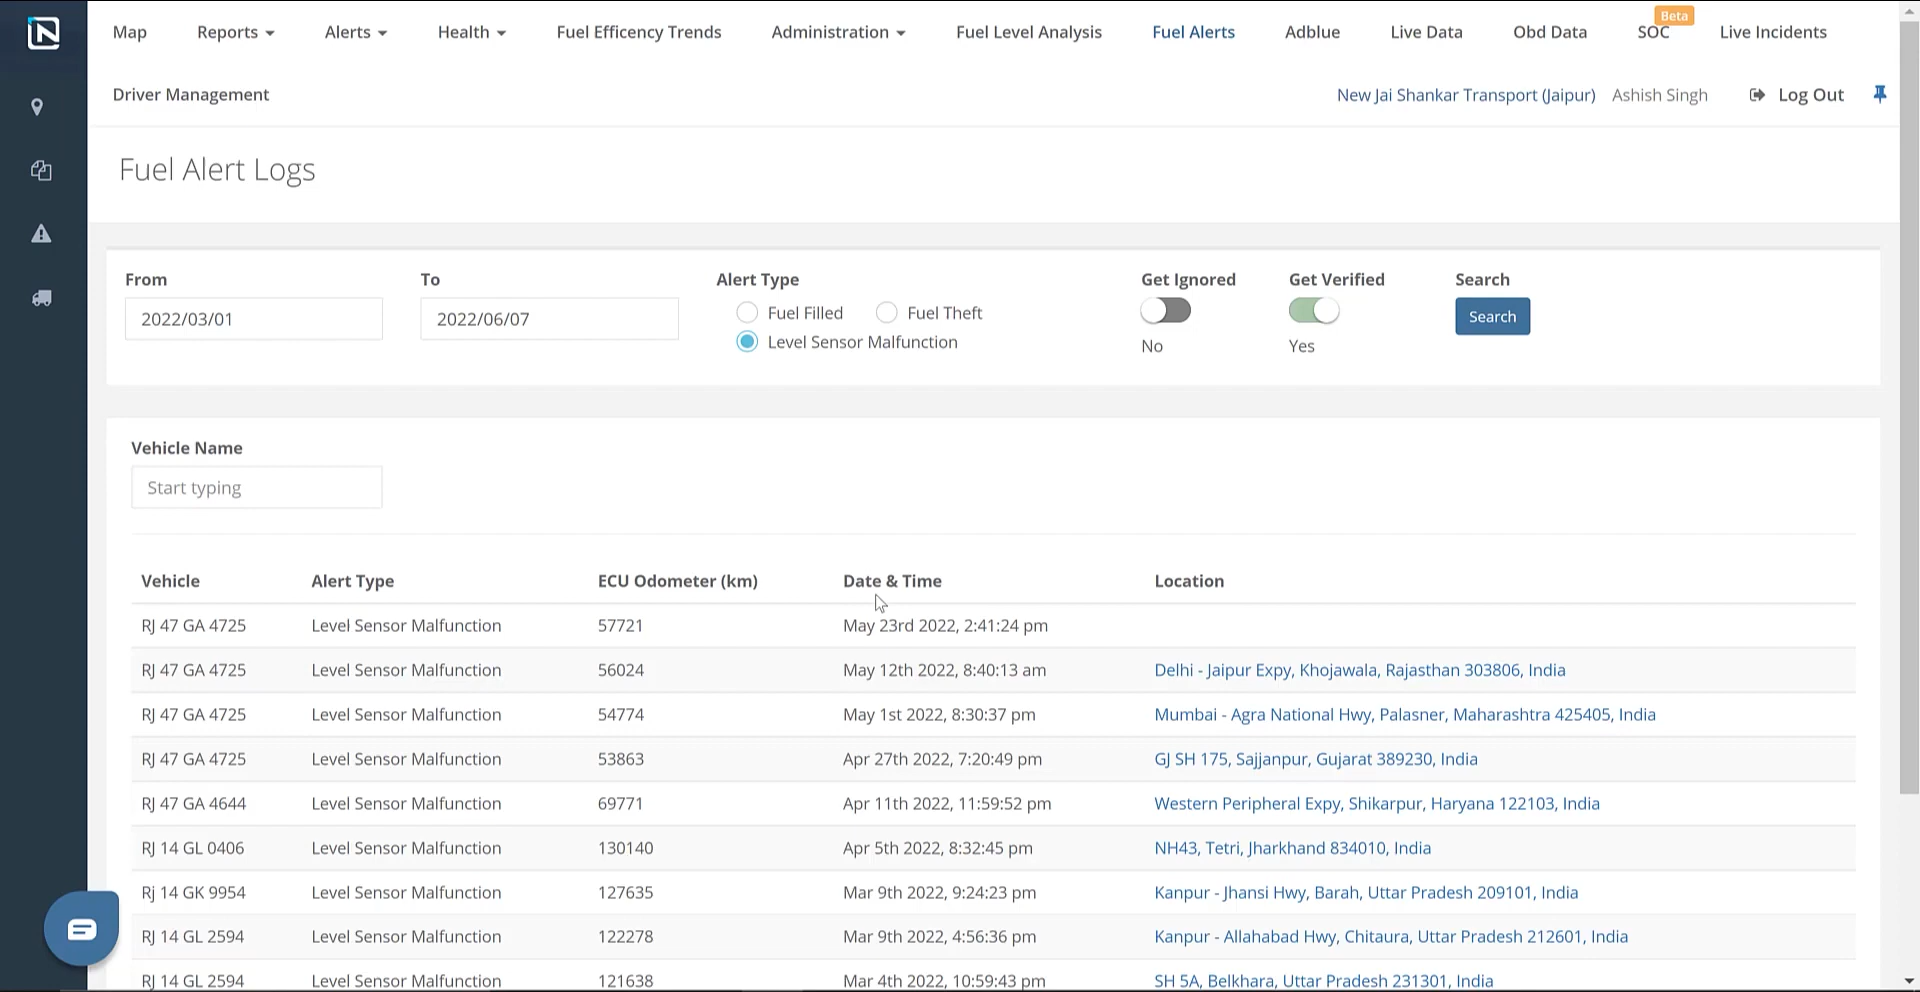 Map Reports Alerts Health Fuel Efficency Trends Administration Fuel Level Analysis Fuel Alerts Adblue Live Data Obd Data SOC Beta Live Incidents
Driver Management New Jai Shankar Transport (Jaipur) Ashish Singh Log Out
Fuel Alert Logs
From To Alert Type Get Ignored Get Verified Search
2022/03/01 2022/06/07 Fuel Filled Fuel Theft Search
Level Sensor Malfunction No Yes
Vehicle Name
Start typing
Vehicle Alert Type ECU Odometer (km) Date & Time Location
RJ 47 GA 4725 Level Sensor Malfunction 57721 May 23rd 2022, 2:41:24 pm
RJ 47 GA 4725 Level Sensor Malfunction 56024 May 12th 2022, 8:40:13 am Delhi - Jaipur Expy, Khojawala, Rajasthan 303806, India
RJ 47 GA 4725 Level Sensor Malfunction 54774 May 1st 2022, 8:30:37 pm Mumbai - Agra National Hwy, Palasner, Maharashtra 425405, India
RJ 47 GA 4725 Level Sensor Malfunction 53863 Apr 27th 2022, 7:20:49 pm GJ SH 175, Sajjanpur, Gujarat 389230, India
RJ 47 GA 4644 Level Sensor Malfunction 69771 Apr 11th 2022, 11:59:52 pm Western Peripheral Expy, Shikarpur, Haryana 122103, India
RJ 14 GL 0406 Level Sensor Malfunction 130140 Apr 5th 2022, 8:32:45 pm NH43, Tetri, Jharkhand 834010, India
Rj 14 GK 9954 Level Sensor Malfunction 127635 Mar 9th 2022, 9:24:23 pm Kanpur - Jhansi Hwy, Barah, Uttar Pradesh 209101, India
RJ 14 GL 2594 Level Sensor Malfunction 122278 Mar 9th 2022, 4:56:36 pm Kanpur - Allahabad Hwy, Chitaura, Uttar Pradesh 212601, India
RJ 14 GL 2594 Level Sensor Malfunction 121638 Mar 4th 2022, 10:59:43 pm SH 5A, Belkhara, Uttar Pradesh 231301, India